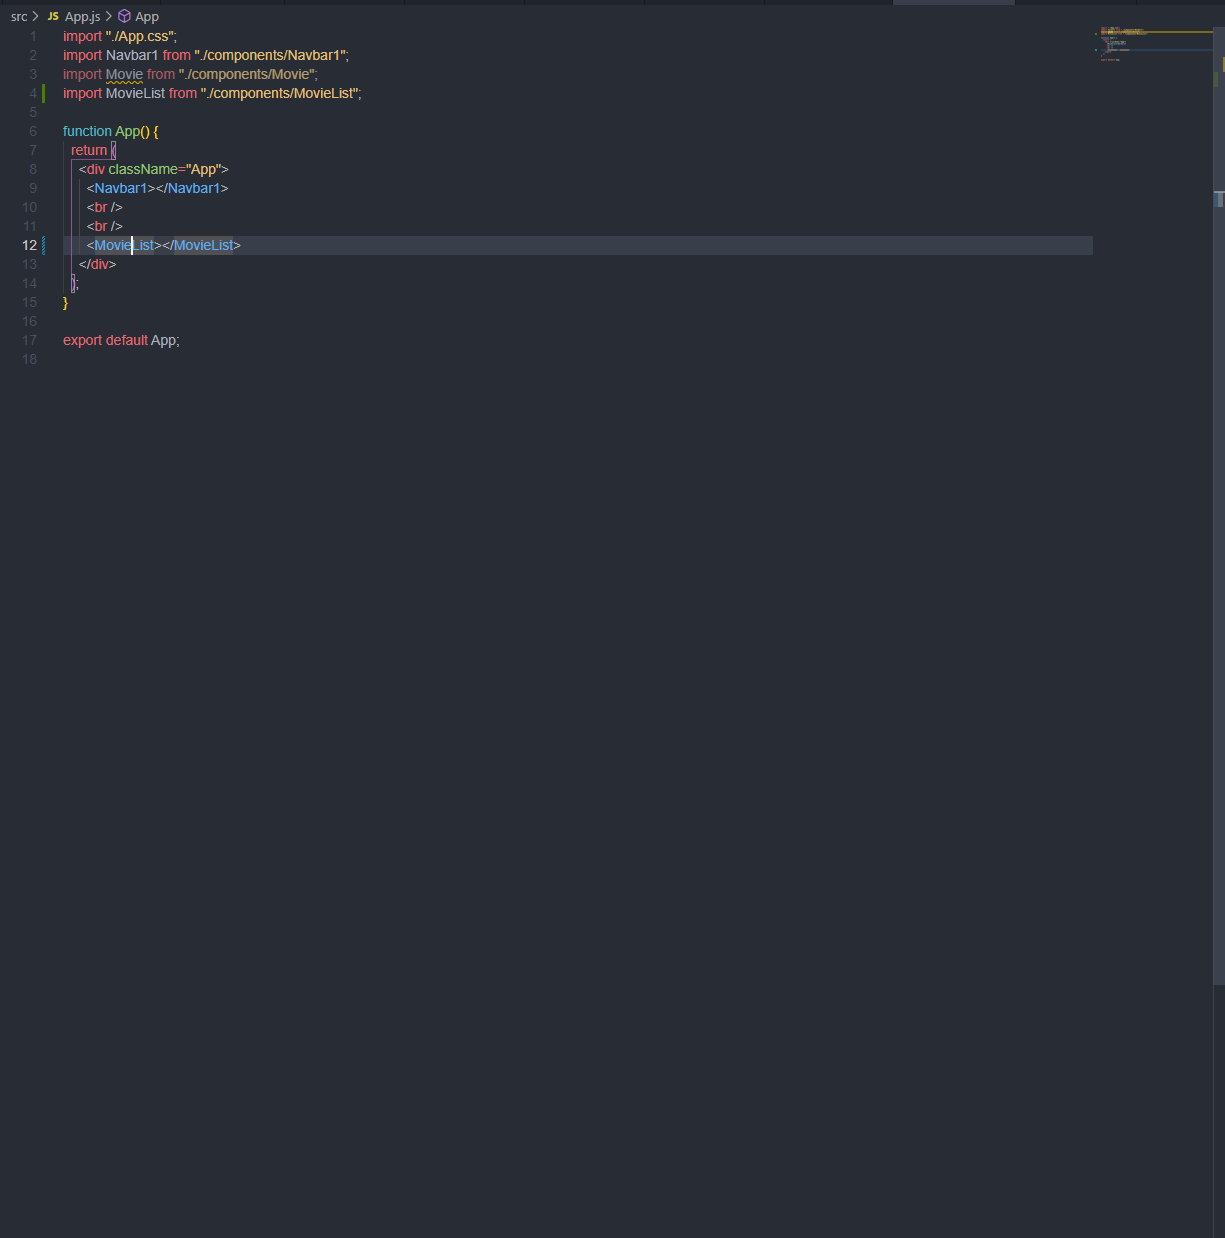 src > JS App.js > App
1 import "./App.css";
2 import Navbar1 from "./components/Navbar1";
3 import Movie from "./components/Movie";
4 import MovieList from "./components/MovieList";
5
6 function App() {
7 return (
8 <div className="App">
9 <Navbar1></Navbar1>
10 <br />
11 <br />
12 <MovieList></MovieList>
13 </div>
14 );
15 }
16
17 export default App;
18